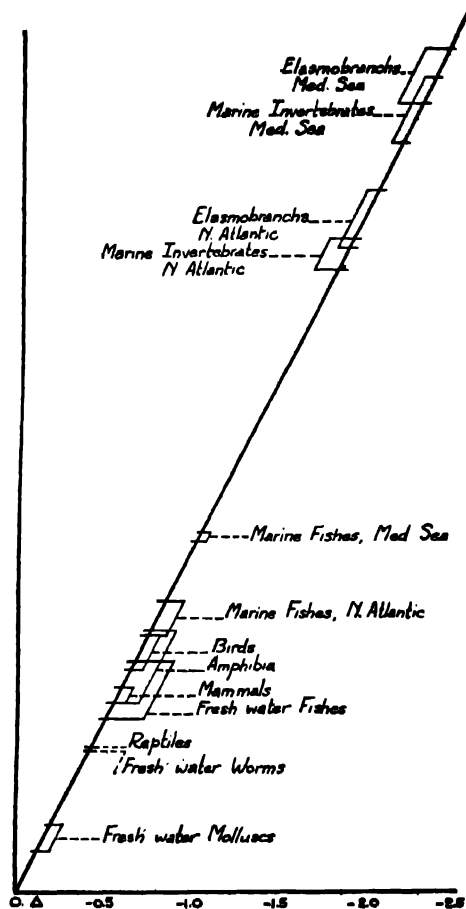 Elasmobranchs
Med. Sea
Marine Invertebrates
Med. Sea
Elasmobranchs
N. Atlantic
Marine Invertebrates
N Atlantic
Marine Fishes, Med Sea
Marine Fishes, N. Atlantic
Birds
Amphibia
Mammals
Fresh water Fishes
Reptiles
Fresh water Worms
Fresh water Molluscs
0. Δ -0.5 -1.0 -1.5 -2.0 -2.5